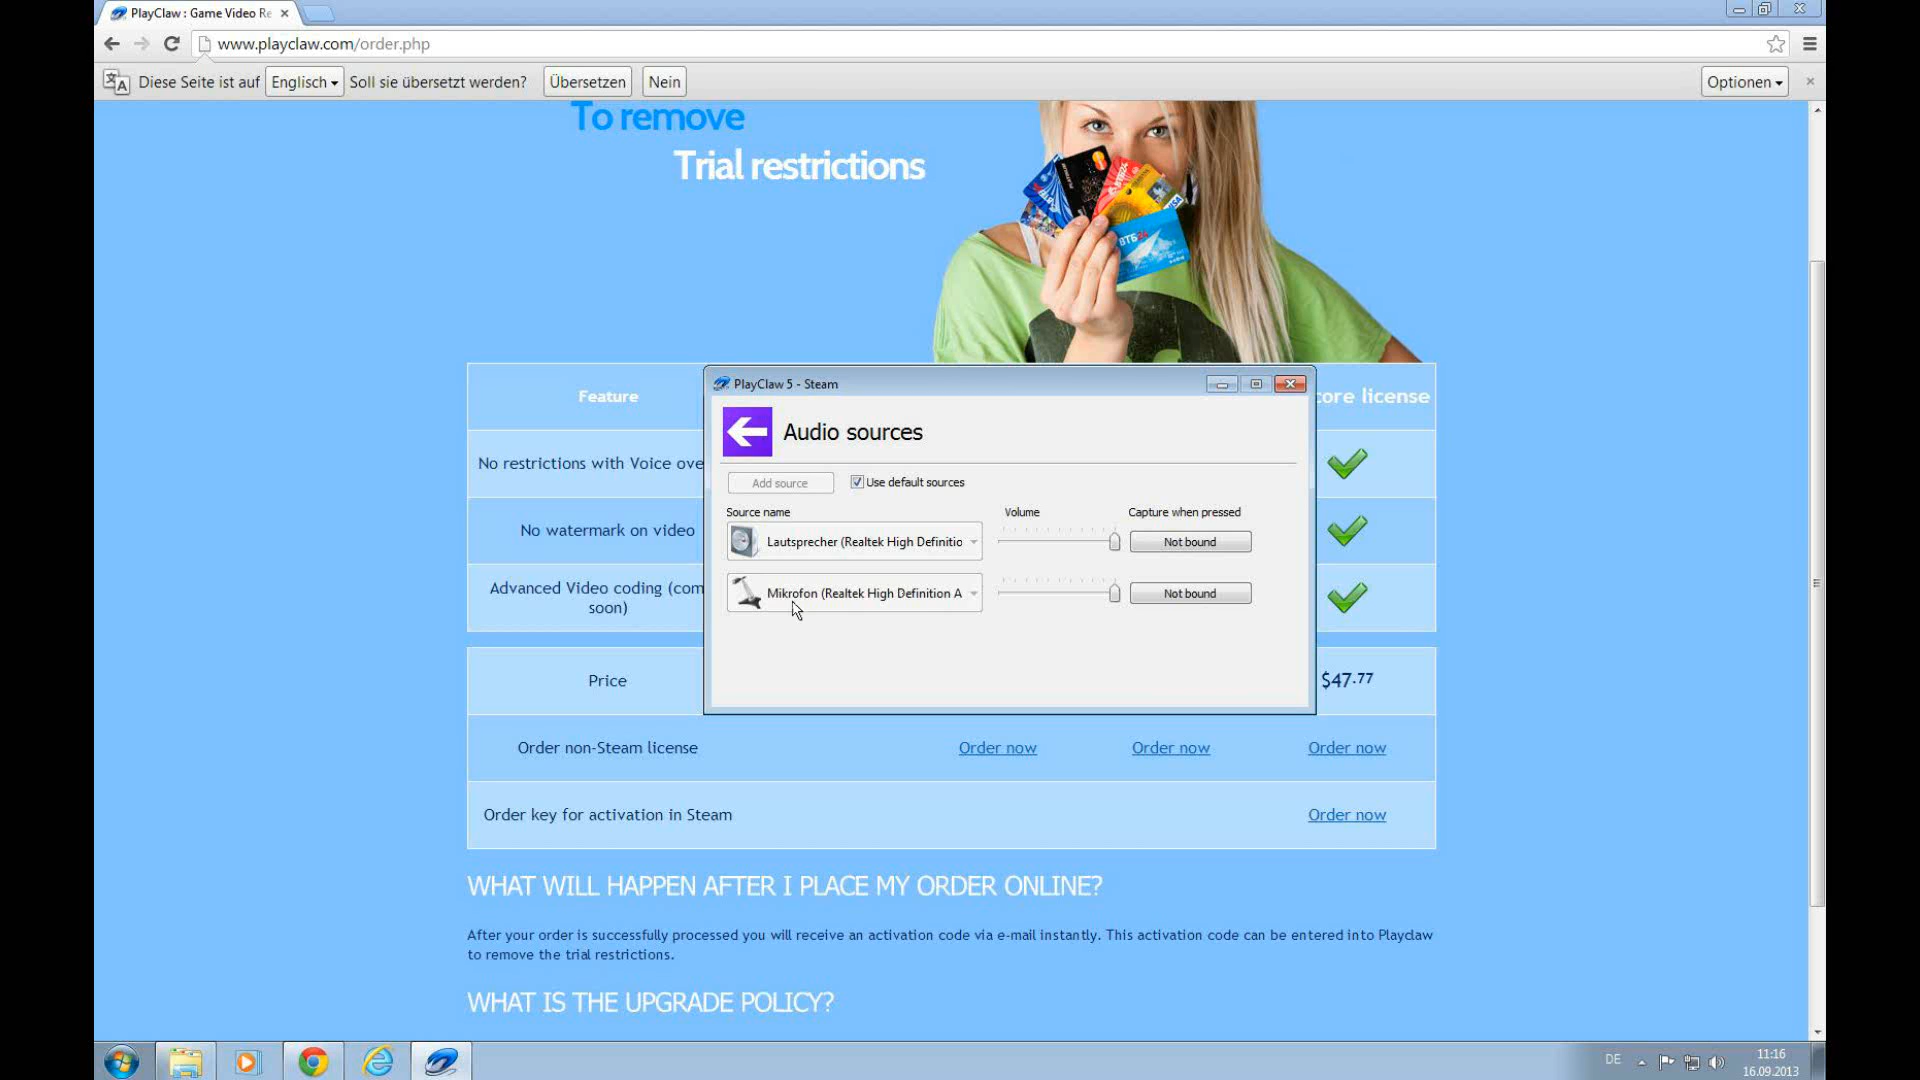 PlayClaw : Game Video Re
www.playclaw.com/order.php
Diese Seite ist auf Englisch Soll sie übersetzt werden? Übersetzen Nein Optionen
To remove
Trial restrictions
PlayClaw 5 - Steam
Audio sources
Add source Use default sources
Source name Volume Capture when pressed
Lautsprecher (Realtek High Definitio Not bound
Mikrofon (Realtek High Definition A Not bound
Feature core license
No restrictions with Voice ove
No watermark on video
Advanced Video coding (com
soon)
Price $47.77
Order non-Steam license Order now Order now Order now
Order key for activation in Steam Order now
WHAT WILL HAPPEN AFTER I PLACE MY ORDER ONLINE?
After your order is successfully processed you will receive an activation code via e-mail instantly. This activation code can be entered into Playclaw
to remove the trial restrictions.
WHAT IS THE UPGRADE POLICY?
DE 11:16
16.09.2013